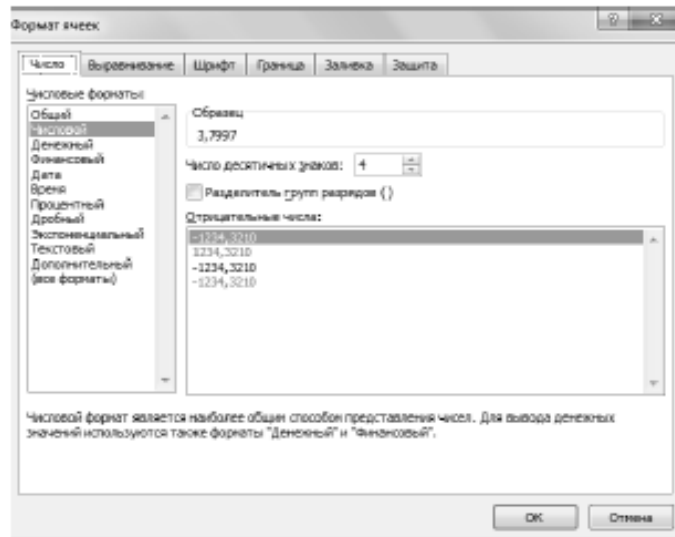 Формат ячеек
Число Выравнивание Шрифт Граница Заливка Защита
Числовые форматы:
Общий
Числовой
Денежный
Финансовый
Дата
Время
Процентный
Дробный
Экспоненциальный
Текстовый
Дополнительный
(все форматы)
Образец
3,7997
Число десятичных знаков: 4
Разделитель групп разрядов ( )
Отрицательные числа:
-1234,3210
1234,3210
-1234,3210
-1234,3210
Числовой формат является наиболее общим способом представления чисел. Для вывода денежных
значений используются также форматы "Денежный" и "Финансовый".
OK Отмена